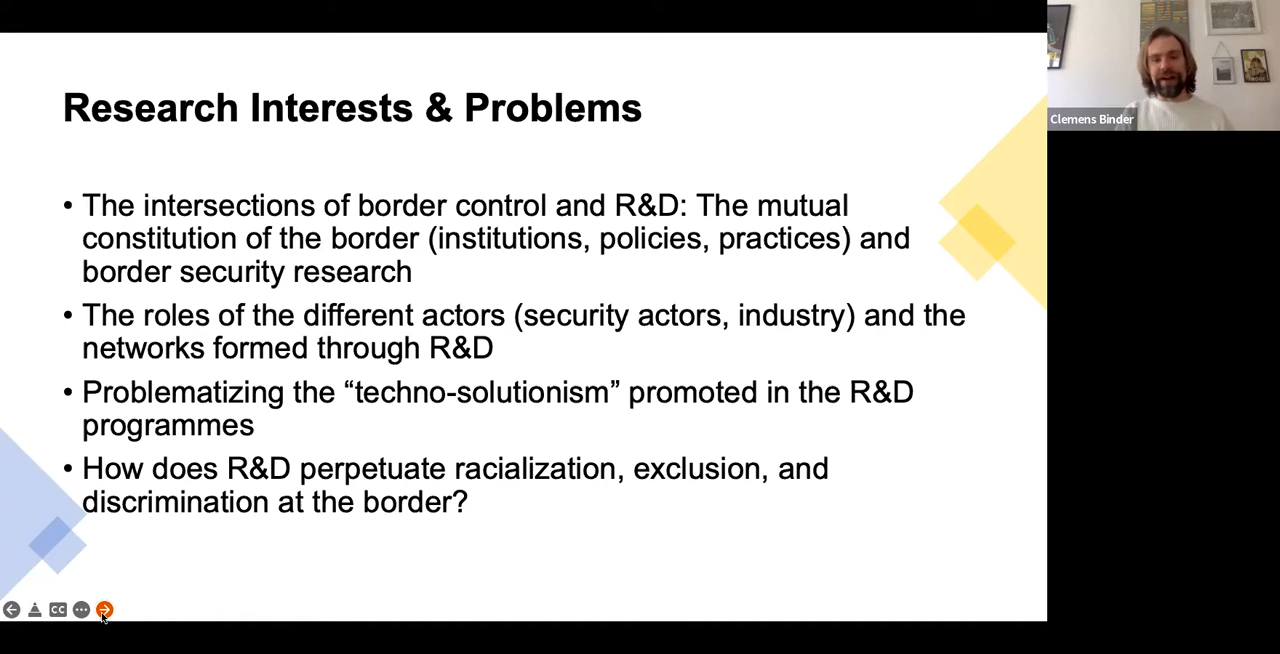 Research Interests & Problems
• The intersections of border control and R&D: The mutual
constitution of the border (institutions, policies, practices) and
border security research
• The roles of the different actors (security actors, industry) and the
networks formed through R&D
• Problematizing the “techno-solutionism” promoted in the R&D
programmes
• How does R&D perpetuate racialization, exclusion, and
discrimination at the border?
CC
Clemens Binder